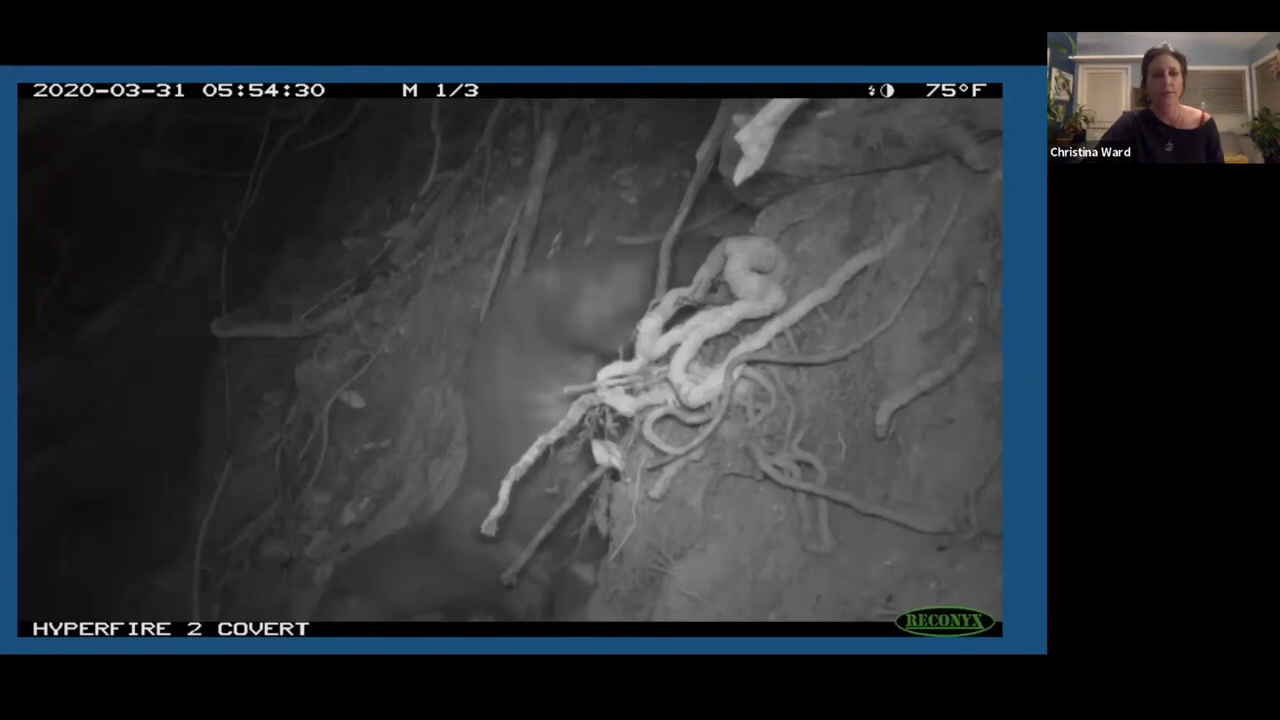 2020-03-31 05:54:30 M 1/3 75°F
Christina Ward
HYPERFIRE 2 COVERT
RECONYX